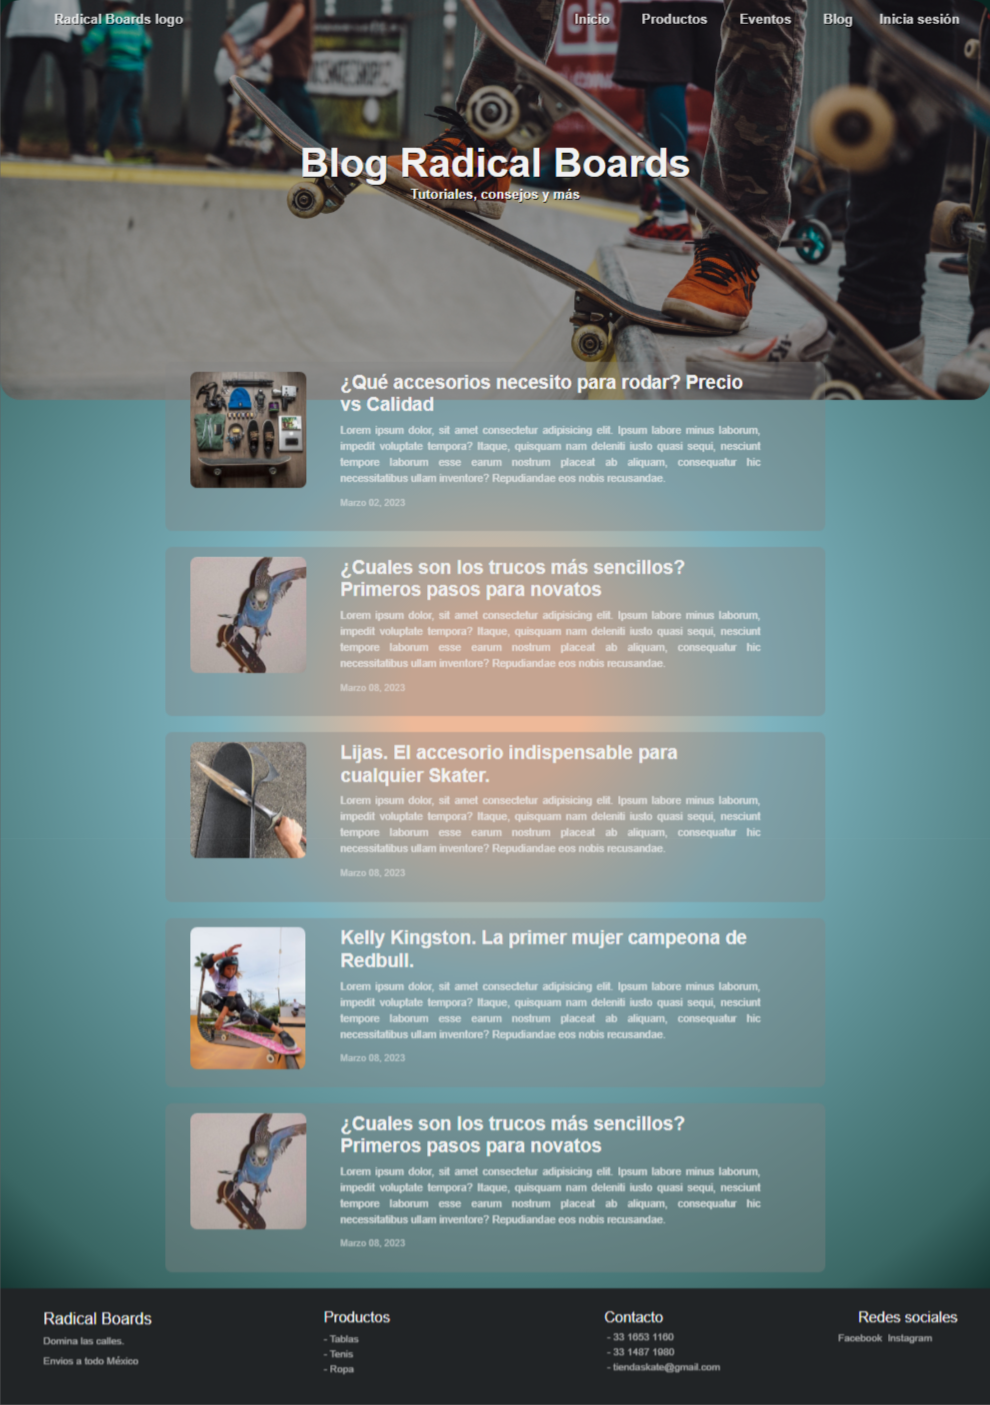 Radical Boards logo
Inicio Productos Eventos Blog Inicia sesión
Blog Radical Boards
Tutoriales, consejos y más
¿Qué accesorios necesito para rodar? Precio
vs Calidad
Lorem ipsum dolor, sit amet consectetur adipisicing elit. Ipsum labore minus laborum,
impedit voluptate tempora? Itaque, quisquam nam deleniti iusto quasi sequi, nesciunt
tempore laborum esse earum nostrum placeat ab aliquam, consequatur hic
necessitatibus ullam inventore? Repudiandae eos nobis recusandae.
Marzo 02, 2023
¿Cuales son los trucos más sencillos?
Primeros pasos para novatos
Lorem ipsum dolor, sit amet consectetur adipisicing elit. Ipsum labore minus laborum,
impedit voluptate tempora? Itaque, quisquam nam deleniti iusto quasi sequi, nesciunt
tempore laborum esse earum nostrum placeat ab aliquam, consequatur hic
necessitatibus ullam inventore? Repudiandae eos nobis recusandae.
Marzo 08, 2023
Lijas. El accesorio indispensable para
cualquier Skater.
Lorem ipsum dolor, sit amet consectetur adipisicing elit. Ipsum labore minus laborum,
impedit voluptate tempora? Itaque, quisquam nam deleniti iusto quasi sequi, nesciunt
tempore laborum esse earum nostrum placeat ab aliquam, consequatur hic
necessitatibus ullam inventore? Repudiandae eos nobis recusandae.
Marzo 08, 2023
Kelly Kingston. La primer mujer campeona de
Redbull.
Lorem ipsum dolor, sit amet consectetur adipisicing elit. Ipsum labore minus laborum,
impedit voluptate tempora? Itaque, quisquam nam deleniti iusto quasi sequi, nesciunt
tempore laborum esse earum nostrum placeat ab aliquam, consequatur hic
necessitatibus ullam inventore? Repudiandae eos nobis recusandae.
Marzo 08, 2023
¿Cuales son los trucos más sencillos?
Primeros pasos para novatos
Lorem ipsum dolor, sit amet consectetur adipisicing elit. Ipsum labore minus laborum,
impedit voluptate tempora? Itaque, quisquam nam deleniti iusto quasi sequi, nesciunt
tempore laborum esse earum nostrum placeat ab aliquam, consequatur hic
necessitatibus ullam inventore? Repudiandae eos nobis recusandae.
Marzo 08, 2023
Radical Boards
Domina las calles.
Envios a todo México
Productos
- Tablas
- Tenis
- Ropa
Contacto
- 33 1653 1160
- 33 1487 1980
- tiendaskate@gmail.com
Redes sociales
Facebook Instagram